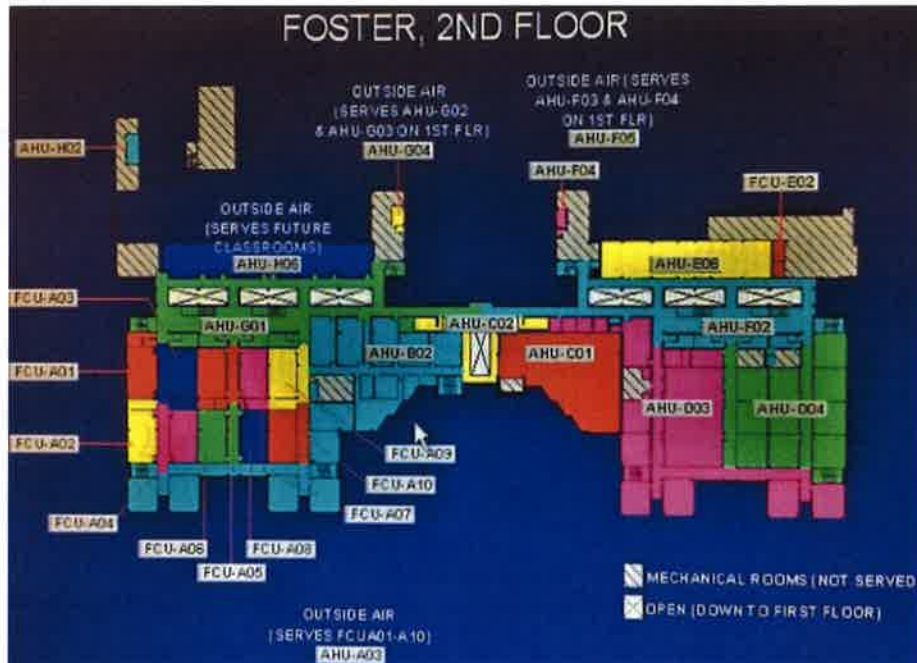 FOSTER, 2ND FLOOR
OUTSIDE AIR
(SERVES AHU-G02
& AHU-G03 ON 1ST FLR)
AHU-G04
OUTSIDE AIR (SERVES
AHU-F03 & AHU-F04
ON 1ST FLR)
AHU-F05
AHU-H02
AHU-F04
FCU-E02
OUTSIDE AIR
(SERVES FUTURE
CLASSROOMS)
AHU-H06
AHU-E06
FCU-A03
AHU-G01
AHU-C02
AHU-F02
AHU-B02
AHU-C01
FCU-A01
AHU-D03
AHU-D04
FCU-A02
FCU-A09
FCU-A10
FCU-A04
FCU-A07
FCU-A06
FCU-A08
FCU-A05
MECHANICAL ROOMS (NOT SERVED
OPEN (DOWN TO FIRST FLOOR)
OUTSIDE AIR
(SERVES FCUA01-A10)
AHU-A03